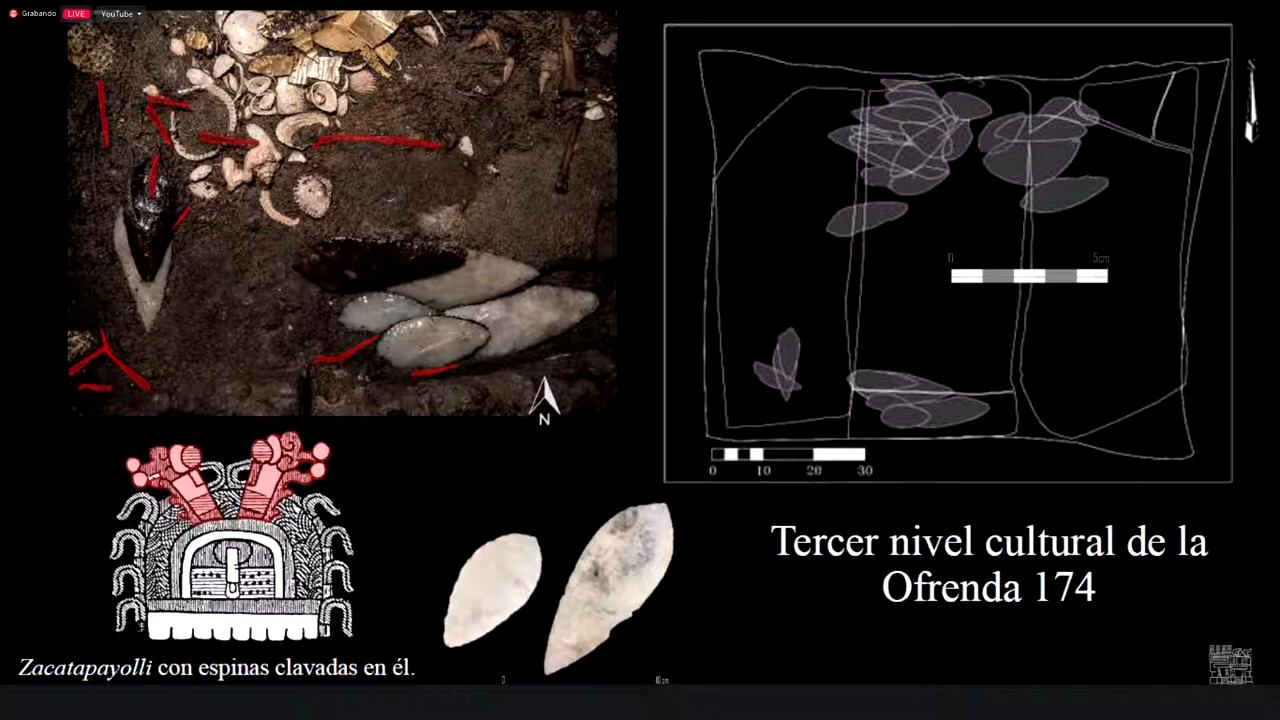 Grabando
LIVE
YouTube
N
0
5cm
0 10 20 30
Tercer nivel cultural de la
Ofrenda 174
Zacatapayolli con espinas clavadas en él.